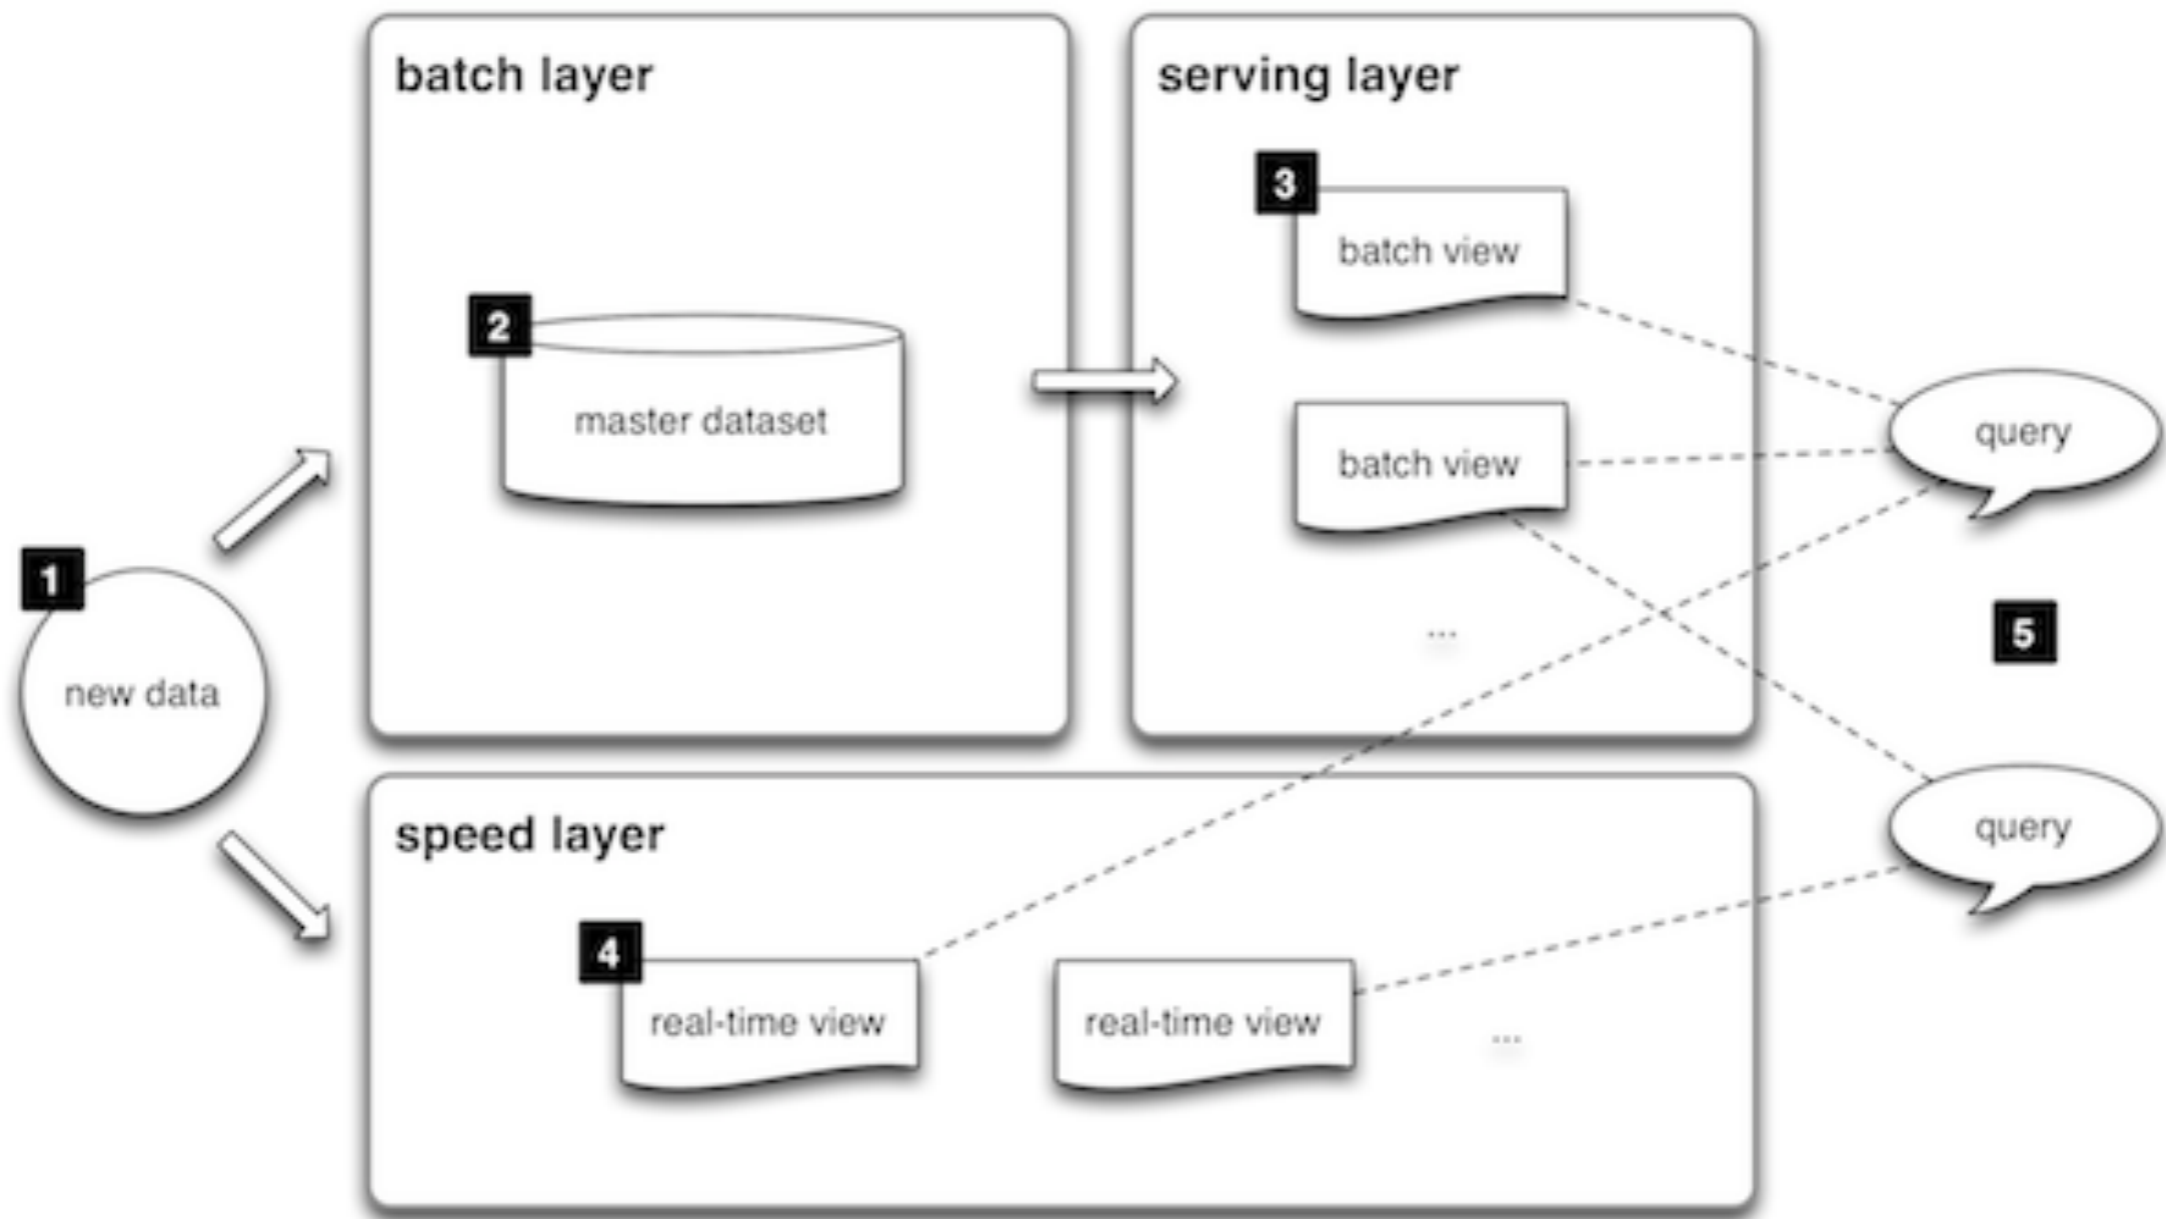 batch layer
serving layer
3
batch view
2
master dataset
batch view
query
1
new data
...
5
speed layer
query
4
real-time view
real-time view
...